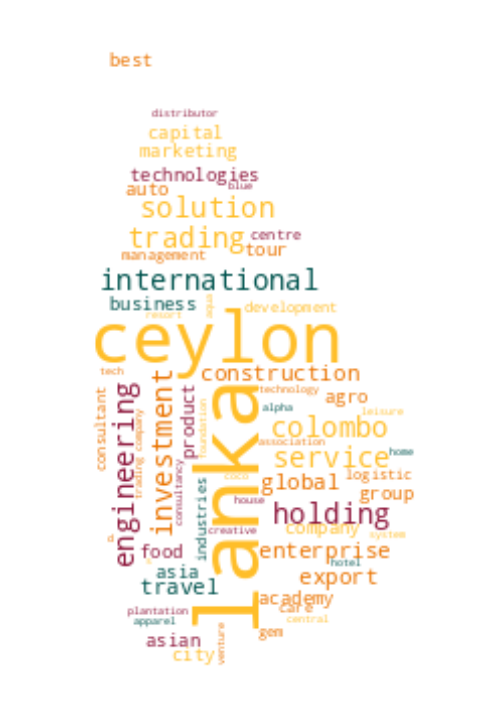 best
distributor
capital
marketing
technologies
blue
auto
solution
trading
centre
tour
management
international
business
aqua
development
resort
ceylon
construction
tech
consultant
engineering
trading company
investment
product
consultancy
foundation
lanka
technology
agro
alpha
leisure
colombo
association
service
home
coco
global
logistic
group
house
holding
industries
creative
company
system
d
food
enterprise
hotel
asia
export
travel
academy
care
plantation
apparel
central
gem
asian
city
venture